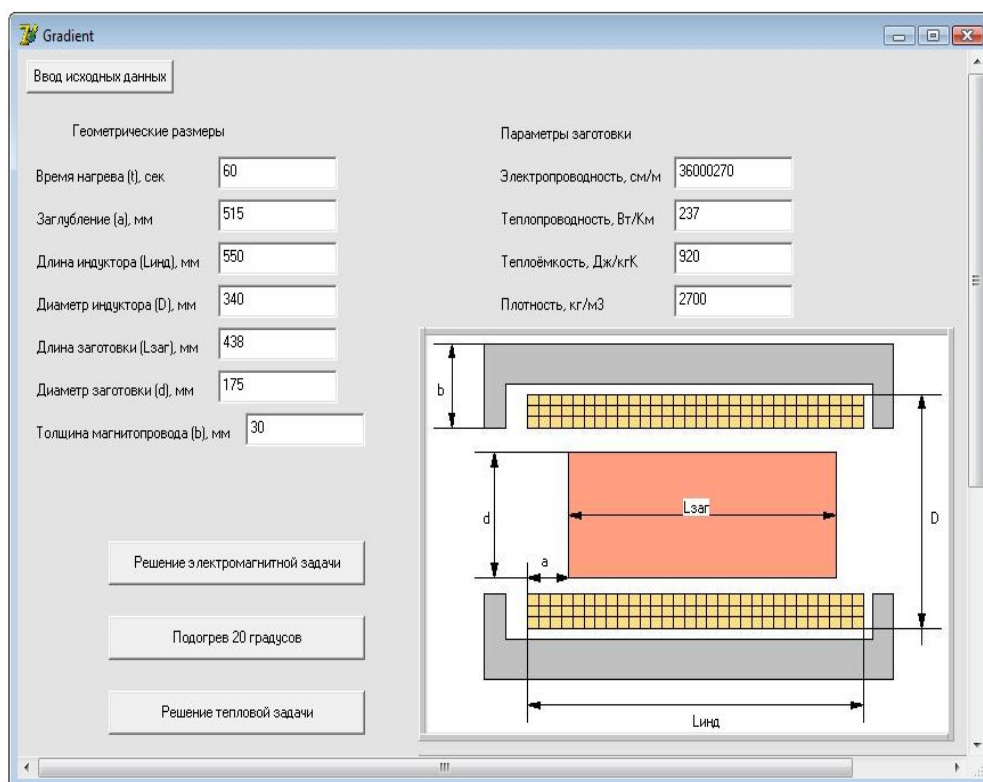 Gradient
Ввод исходных данных
Геометрические размеры
Время нагрева (t), сек 60
Заглубление (a), мм 515
Длина индуктора (Lинд), мм 550
Диаметр индуктора (D), мм 340
Длина заготовки (Lзаг), мм 438
Диаметр заготовки (d), мм 175
Толщина магнитопровода (b), мм 30
Параметры заготовки
Электропроводность, см/м 36000270
Теплопроводность, Вт/Км 237
Теплоёмкость, Дж/кгК 920
Плотность, кг/м3 2700
b
Lзаг
d
D
a
Lинд
Решение электромагнитной задачи
Подогрев 20 градусов
Решение тепловой задачи